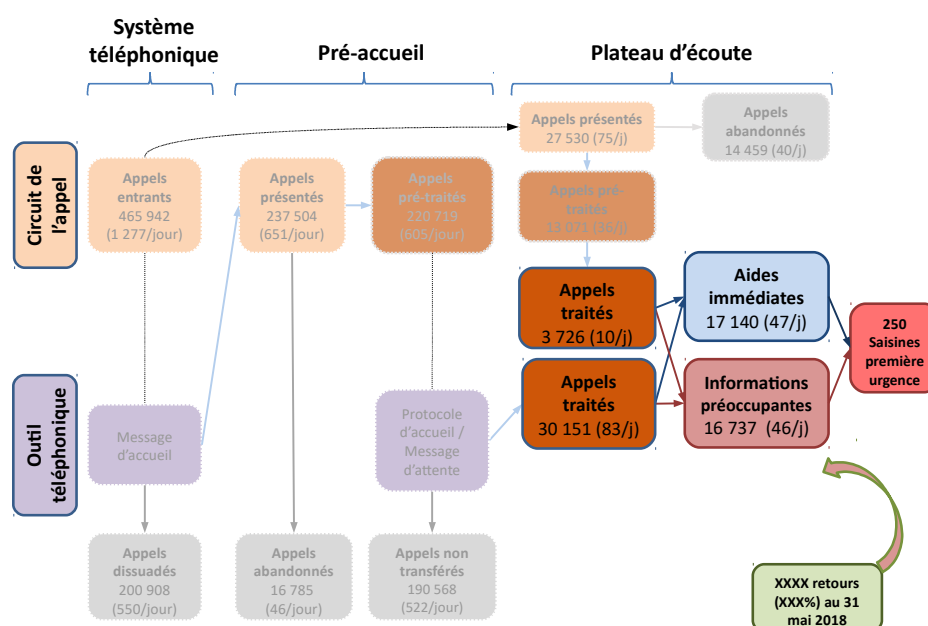 Système
téléphonique
Pré-accueil
Plateau d'écoute
Circuit de
l'appel
Appels
entrants
465 942
(1 277/jour)
Appels
présentés
237 504
(651/jour)
Appels
pré-traités
220 719
(605/jour)
Appels présentés
27 530 (75/j)
Appels
abandonnés
14 459 (40/j)
Appels pré-
traités
13 071 (36/j)
Appels
traités
3 726 (10/j)
Aides
immédiates
17 140 (47/j)
250
Saisines
première
urgence
Outil
téléphonique
Message
d'accueil
Protocole
d'accueil /
Message
d'attente
Appels
traités
30 151 (83/j)
Informations
préoccupantes
16 737 (46/j)
Appels
dissuadés
200 908
(550/jour)
Appels
abandonnés
16 785
(46/jour)
Appels non
transférés
190 568
(522/jour)
XXXX retours
(XXX%) au 31
mai 2018